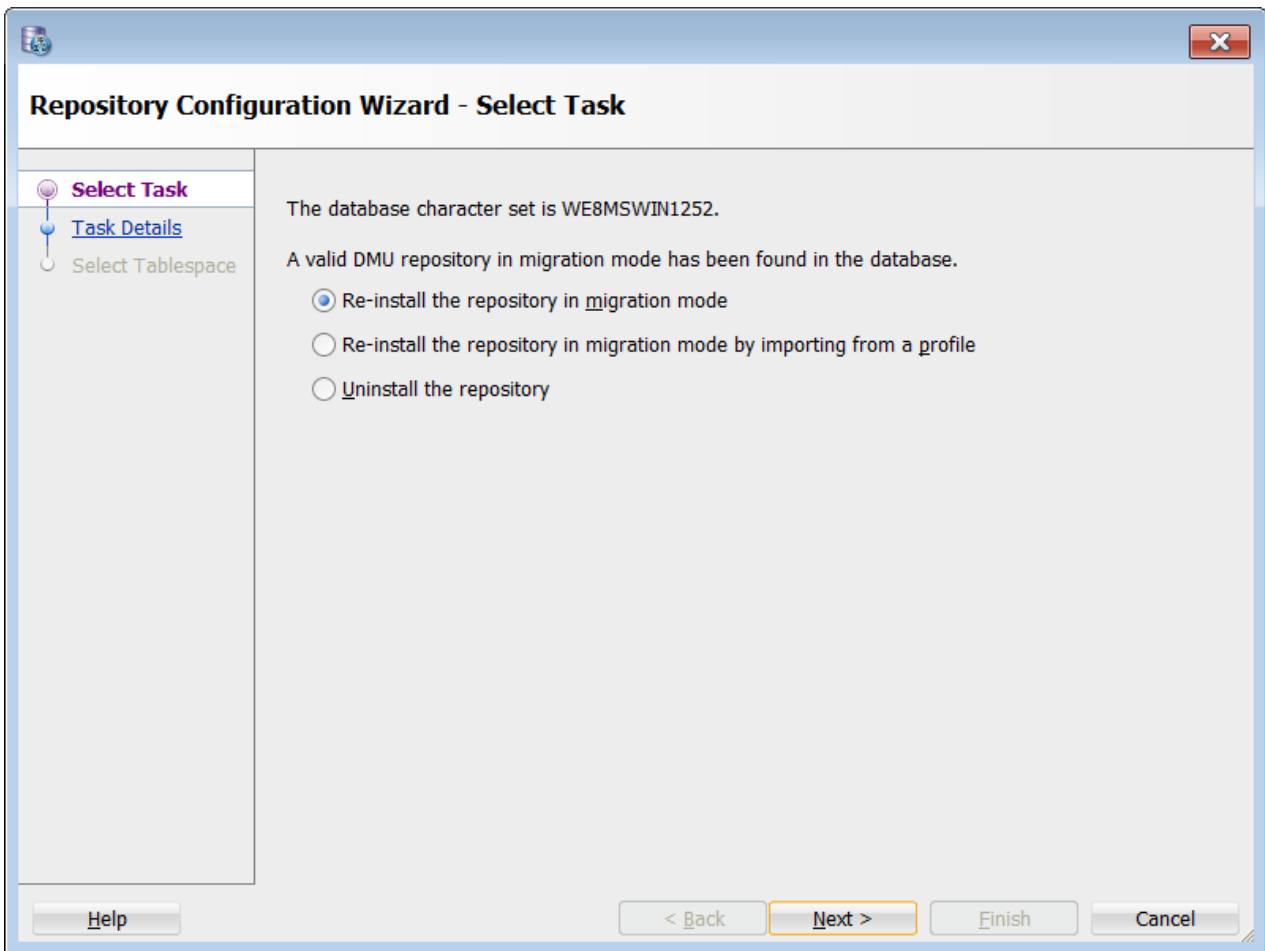 Repository Configuration Wizard - Select Task
Select Task
Task Details
Select Tablespace
The database character set is WE8MSWIN1252.
A valid DMU repository in migration mode has been found in the database.
Re-install the repository in migration mode
Re-install the repository in migration mode by importing from a profile
Uninstall the repository
Help
< Back
Next >
Finish
Cancel